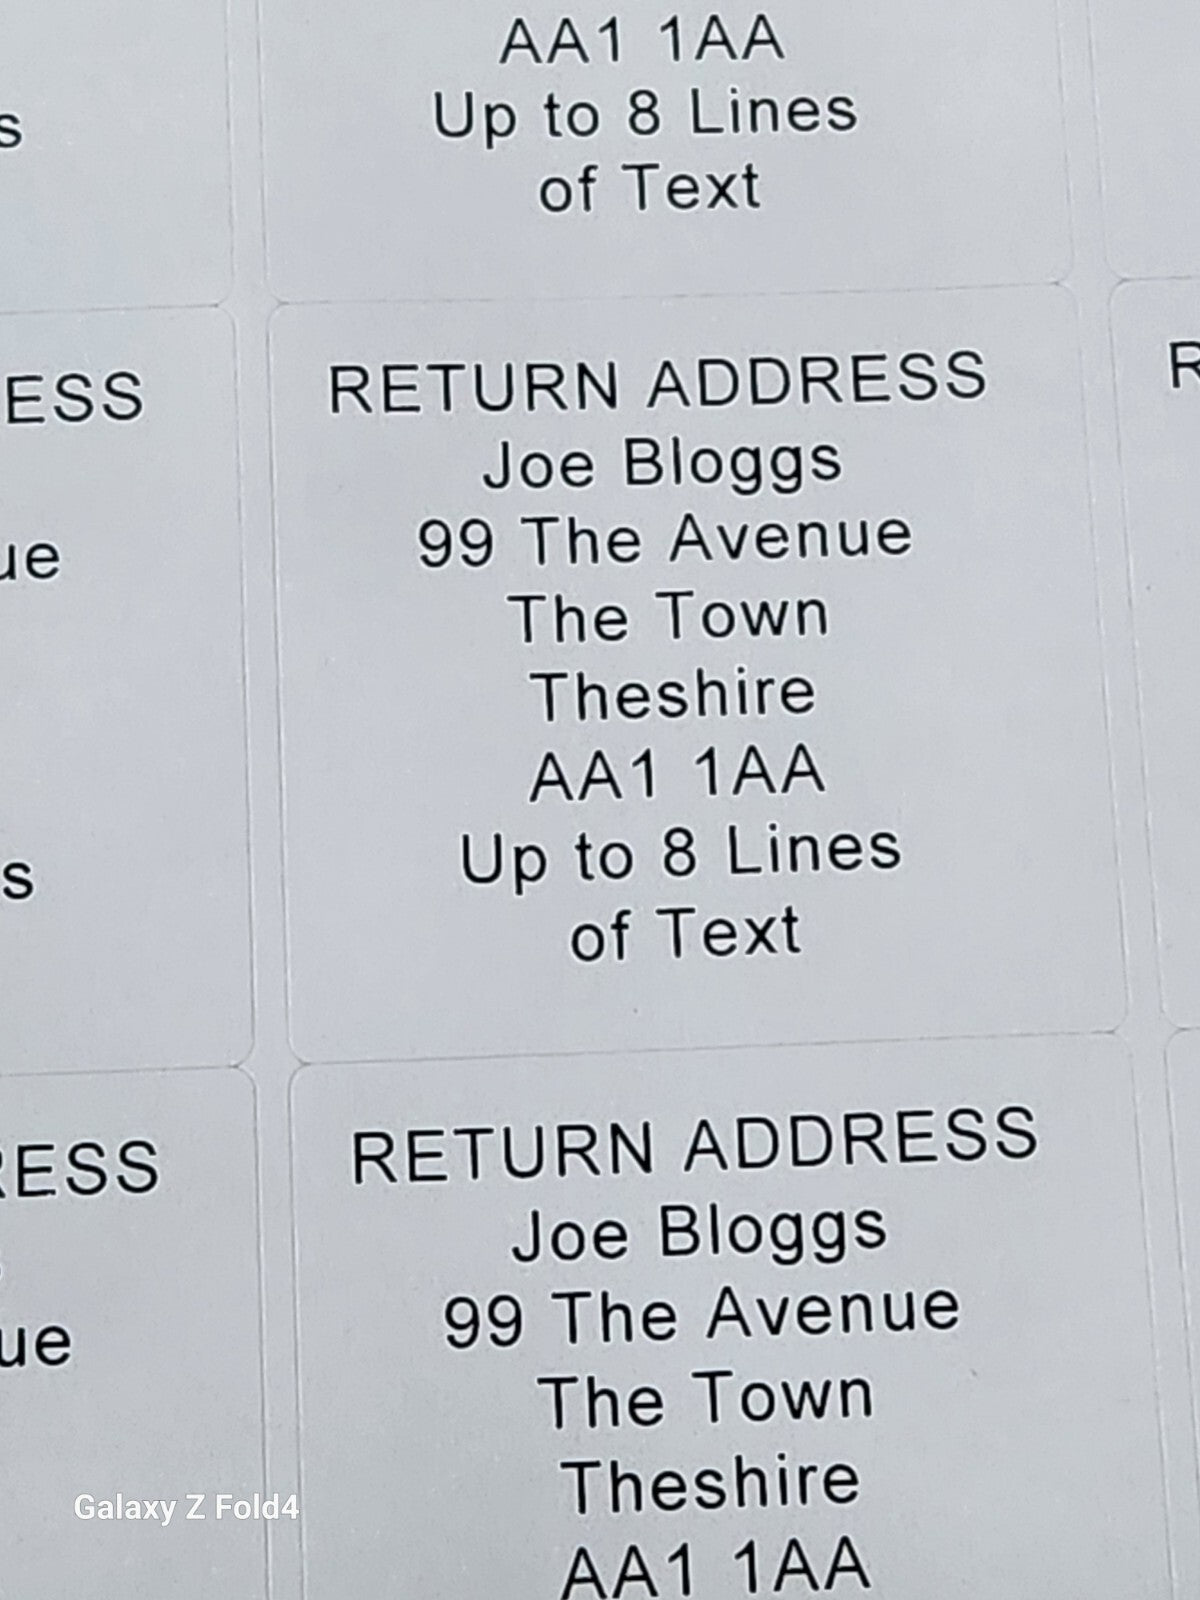 AA1 1AA
Up to 8 Lines
of Text
RETURN ADDRESS
Joe Bloggs
99 The Avenue
The Town
Theshire
AA1 1AA
Up to 8 Lines
of Text
RETURN ADDRESS
Joe Bloggs
99 The Avenue
The Town
Theshire
AA1 1AA
Galaxy Z Fold4